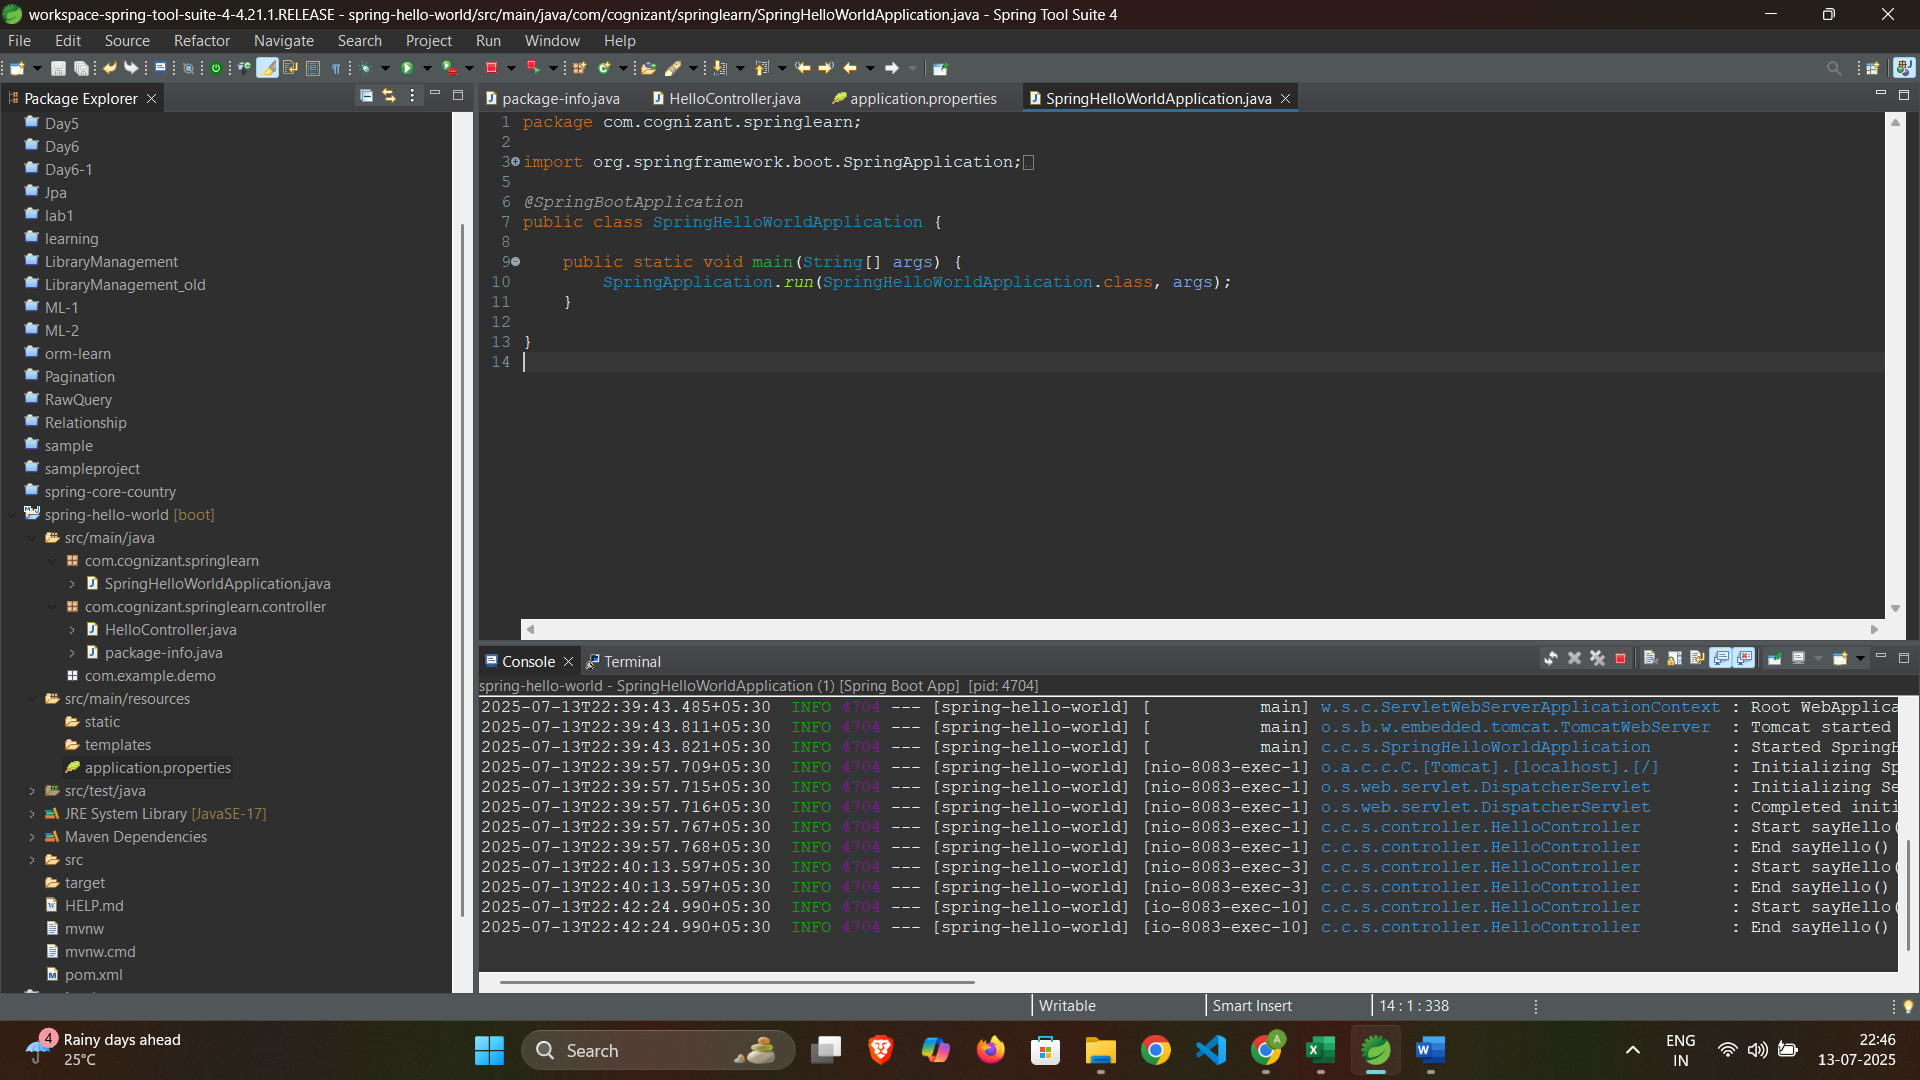 workspace-spring-tool-suite-4-4.21.1.RELEASE - spring-hello-world/src/main/java/com/cognizant/springlearn/SpringHelloWorldApplication.java - Spring Tool Suite 4
File Edit Source Refactor Navigate Search Project Run Window Help
Package Explorer
Day5
Day6
Day6-1
Jpa
lab1
learning
LibraryManagement
LibraryManagement_old
ML-1
ML-2
orm-learn
Pagination
RawQuery
Relationship
sample
sampleproject
spring-core-country
spring-hello-world [boot]
src/main/java
com.cognizant.springlearn
SpringHelloWorldApplication.java
com.cognizant.springlearn.controller
HelloController.java
package-info.java
com.example.demo
src/main/resources
static
templates
application.properties
src/test/java
JRE System Library [JavaSE-17]
Maven Dependencies
src
target
HELP.md
mvnw
mvnw.cmd
pom.xml
package-info.java HelloController.java application.properties SpringHelloWorldApplication.java
1 package com.cognizant.springlearn;
2
3 import org.springframework.boot.SpringApplication;
5
6 @SpringBootApplication
7 public class SpringHelloWorldApplication {
8
9 public static void main(String[] args) {
10 SpringApplication.run(SpringHelloWorldApplication.class, args);
11 }
12
13 }
14
Console Terminal
spring-hello-world - SpringHelloWorldApplication (1) [Spring Boot App] [pid: 4704]
2025-07-13T22:39:43.485+05:30 INFO 4704 --- [spring-hello-world] [ main] w.s.c.ServletWebServerApplicationContext : Root WebApplica
2025-07-13T22:39:43.811+05:30 INFO 4704 --- [spring-hello-world] [ main] o.s.b.w.embedded.tomcat.TomcatWebServer : Tomcat started
2025-07-13T22:39:43.821+05:30 INFO 4704 --- [spring-hello-world] [ main] c.c.s.SpringHelloWorldApplication : Started SpringH
2025-07-13T22:39:57.709+05:30 INFO 4704 --- [spring-hello-world] [nio-8083-exec-1] o.a.c.c.C.[Tomcat].[localhost].[/] : Initializing Sp
2025-07-13T22:39:57.715+05:30 INFO 4704 --- [spring-hello-world] [nio-8083-exec-1] o.s.web.servlet.DispatcherServlet : Initializing Se
2025-07-13T22:39:57.716+05:30 INFO 4704 --- [spring-hello-world] [nio-8083-exec-1] o.s.web.servlet.DispatcherServlet : Completed initi
2025-07-13T22:39:57.767+05:30 INFO 4704 --- [spring-hello-world] [nio-8083-exec-1] c.c.s.controller.HelloController : Start sayHello(
2025-07-13T22:39:57.768+05:30 INFO 4704 --- [spring-hello-world] [nio-8083-exec-1] c.c.s.controller.HelloController : End sayHello()
2025-07-13T22:40:13.597+05:30 INFO 4704 --- [spring-hello-world] [nio-8083-exec-3] c.c.s.controller.HelloController : Start sayHello(
2025-07-13T22:40:13.597+05:30 INFO 4704 --- [spring-hello-world] [nio-8083-exec-3] c.c.s.controller.HelloController : End sayHello()
2025-07-13T22:42:24.990+05:30 INFO 4704 --- [spring-hello-world] [io-8083-exec-10] c.c.s.controller.HelloController : Start sayHello(
2025-07-13T22:42:24.990+05:30 INFO 4704 --- [spring-hello-world] [io-8083-exec-10] c.c.s.controller.HelloController : End sayHello()
Writable Smart Insert 14 : 1 : 338
4 Rainy days ahead
25°C
Search
ENG
IN
22:46
13-07-2025